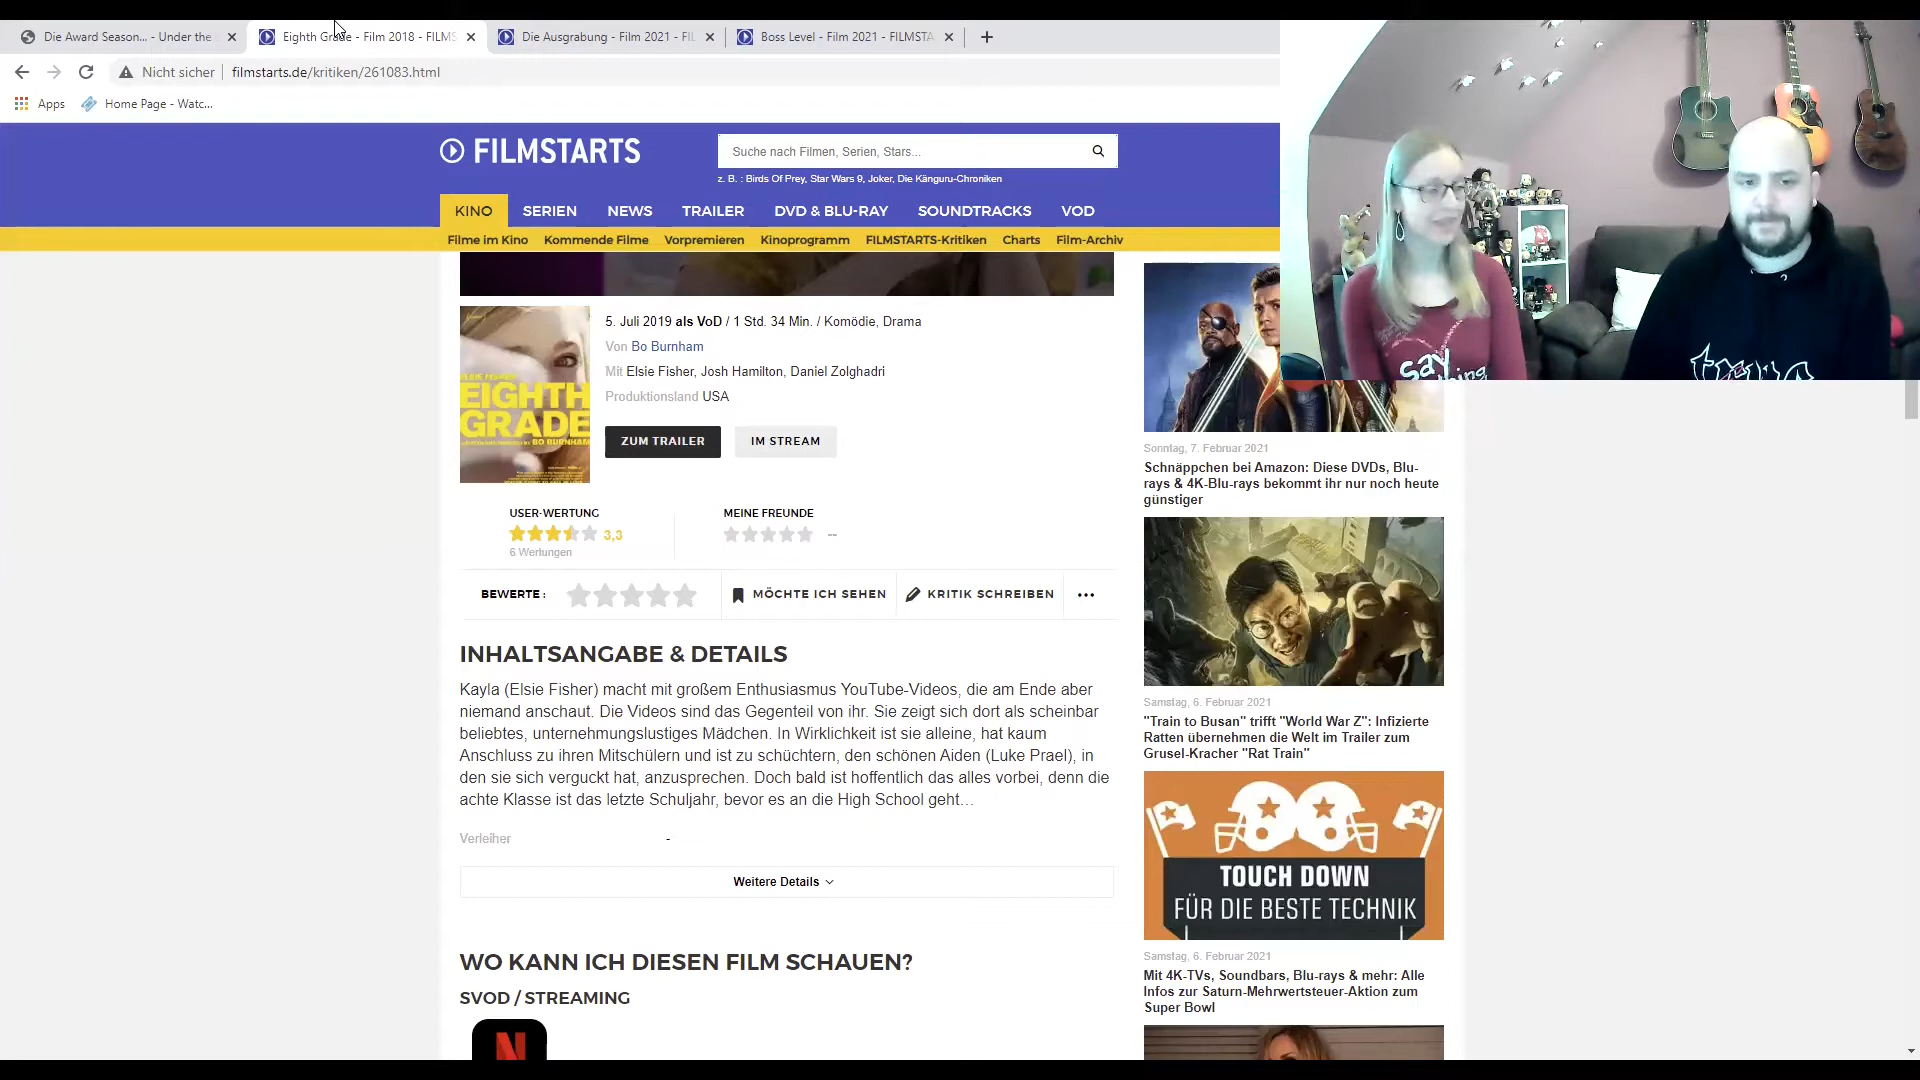 Die Award Season... - Under the
Eighth Grade - Film 2018 - FILMS
Die Ausgrabung - Film 2021 - FIL
Boss Level - Film 2021 - FILMSTA
Nicht sicher
filmstarts.de/kritiken/261083.html
Apps
Home Page - Watc...
FILMSTARTS
Suche nach Filmen, Serien, Stars...
z. B. : Birds Of Prey, Star Wars 9, Joker, Die Känguru-Chroniken
KINO SERIEN NEWS TRAILER DVD & BLU-RAY SOUNDTRACKS VOD
Filme im Kino Kommende Filme Vorpremieren Kinoprogramm FILMSTARTS-Kritiken Charts Film-Archiv
EIGHTH
GRADE
5. Juli 2019 als VoD / 1 Std. 34 Min. / Komödie, Drama
Von Bo Burnham
Mit Elsie Fisher, Josh Hamilton, Daniel Zolghadri
Produktionsland USA
ZUM TRAILER
IM STREAM
USER-WERTUNG
3,3
6 Wertungen
MEINE FREUNDE
--
BEWERTE :
MÖCHTE ICH SEHEN
KRITIK SCHREIBEN
INHALTSANGABE & DETAILS
Kayla (Elsie Fisher) macht mit großem Enthusiasmus YouTube-Videos, die am Ende aber
niemand anschaut. Die Videos sind das Gegenteil von ihr. Sie zeigt sich dort als scheinbar
beliebtes, unternehmungslustiges Mädchen. In Wirklichkeit ist sie alleine, hat kaum
Anschluss zu ihren Mitschülern und ist zu schüchtern, den schönen Aiden (Luke Prael), in
den sie sich verguckt hat, anzusprechen. Doch bald ist hoffentlich das alles vorbei, denn die
achte Klasse ist das letzte Schuljahr, bevor es an die High School geht…
Verleiher -
Weitere Details
WO KANN ICH DIESEN FILM SCHAUEN?
SVOD / STREAMING
N
say
Sonntag, 7. Februar 2021
Schnäppchen bei Amazon: Diese DVDs, Blu-
rays & 4K-Blu-rays bekommt ihr nur noch heute
günstiger
Samstag, 6. Februar 2021
"Train to Busan" trifft "World War Z": Infizierte
Ratten übernehmen die Welt im Trailer zum
Grusel-Kracher "Rat Train"
TOUCH DOWN
FÜR DIE BESTE TECHNIK
Samstag, 6. Februar 2021
Mit 4K-TVs, Soundbars, Blu-rays & mehr: Alle
Infos zur Saturn-Mehrwertsteuer-Aktion zum
Super Bowl